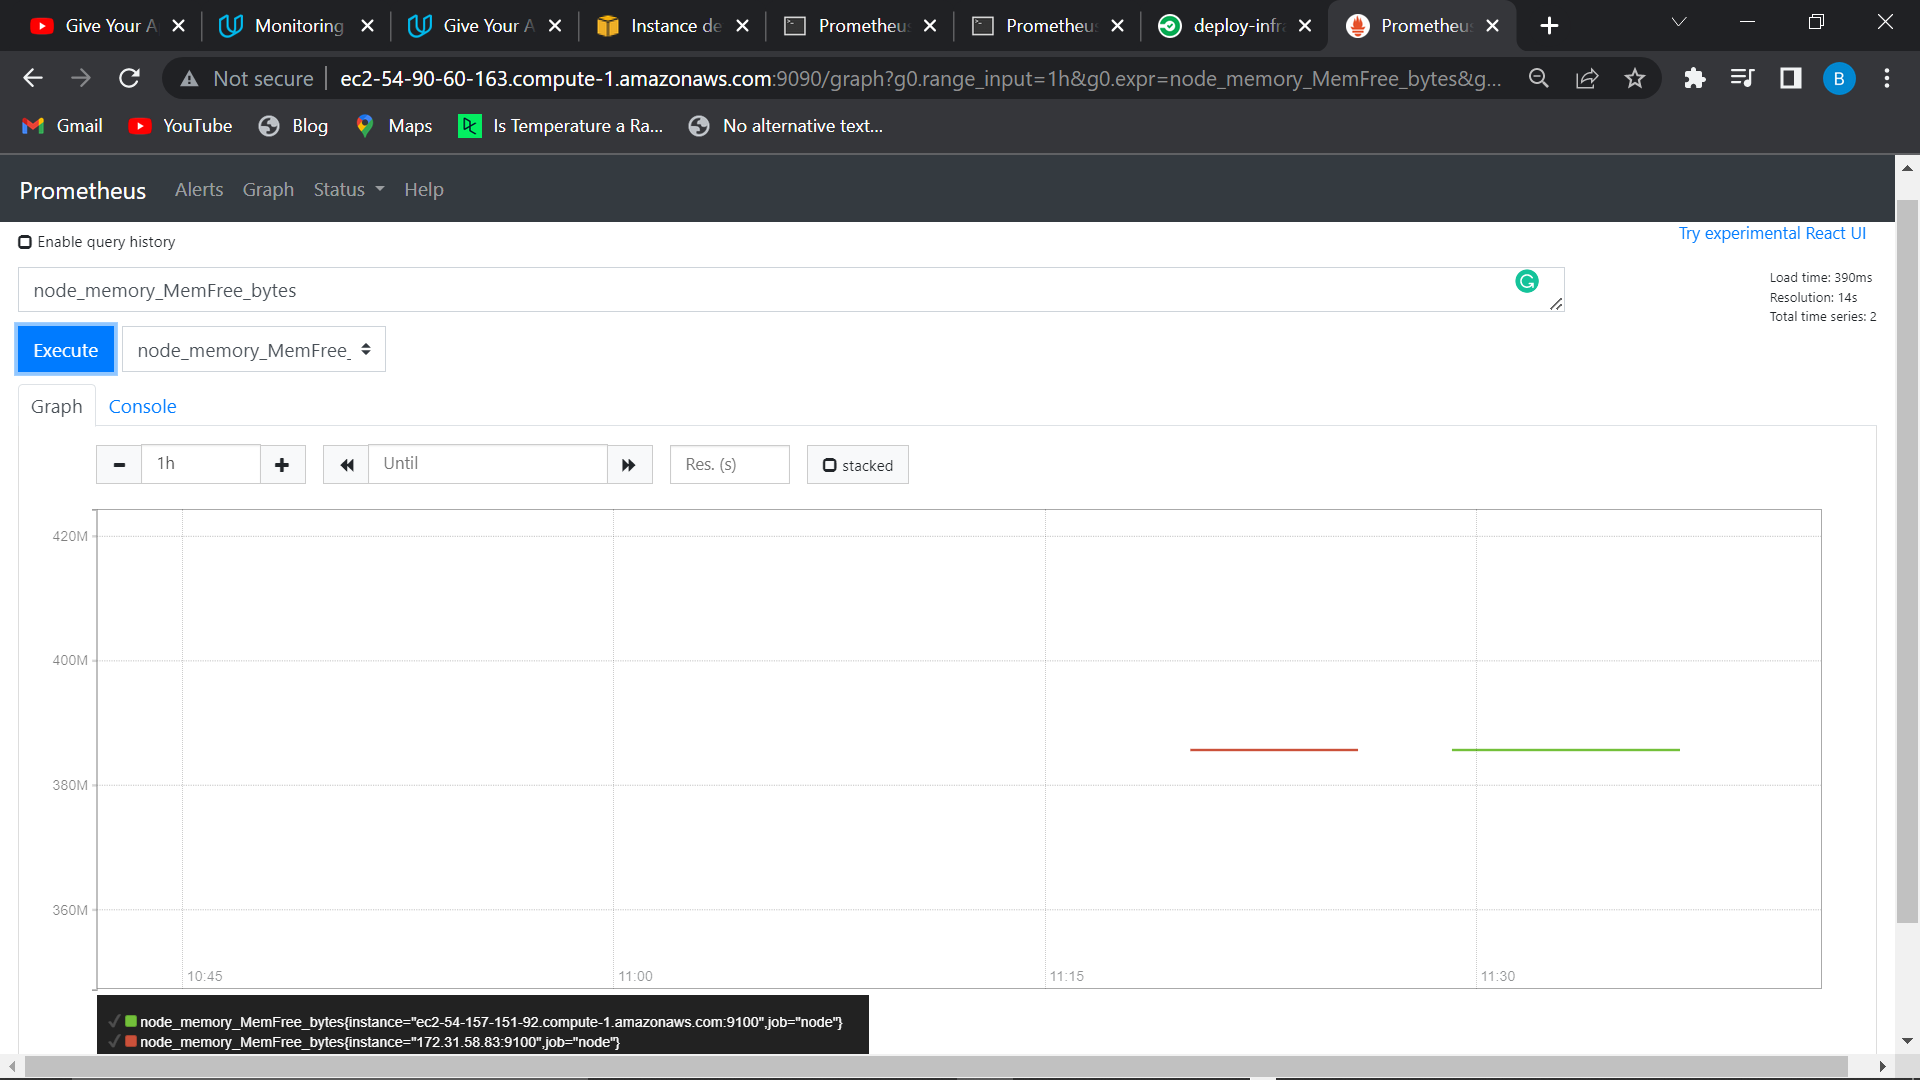 Give Your A
Monitoring
Give Your A
Instance de
Prometheus
Prometheus
deploy-infra
Prometheus
Not secure
ec2-54-90-60-163.compute-1.amazonaws.com:9090/graph?g0.range_input=1h&g0.expr=node_memory_MemFree_bytes&g...
B
Gmail
YouTube
Blog
Maps
Is Temperature a Ra...
No alternative text...
Prometheus
Alerts
Graph
Status
Help
Enable query history
Try experimental React UI
node_memory_MemFree_bytes
Load time: 390ms
Resolution: 14s
Total time series: 2
Execute
node_memory_MemFree_
Graph
Console
1h
Until
Res. (s)
stacked
420M
400M
380M
360M
10:45
11:00
11:15
11:30
node_memory_MemFree_bytes{instance="ec2-54-157-151-92.compute-1.amazonaws.com:9100",job="node"}
node_memory_MemFree_bytes{instance="172.31.58.83:9100",job="node"}